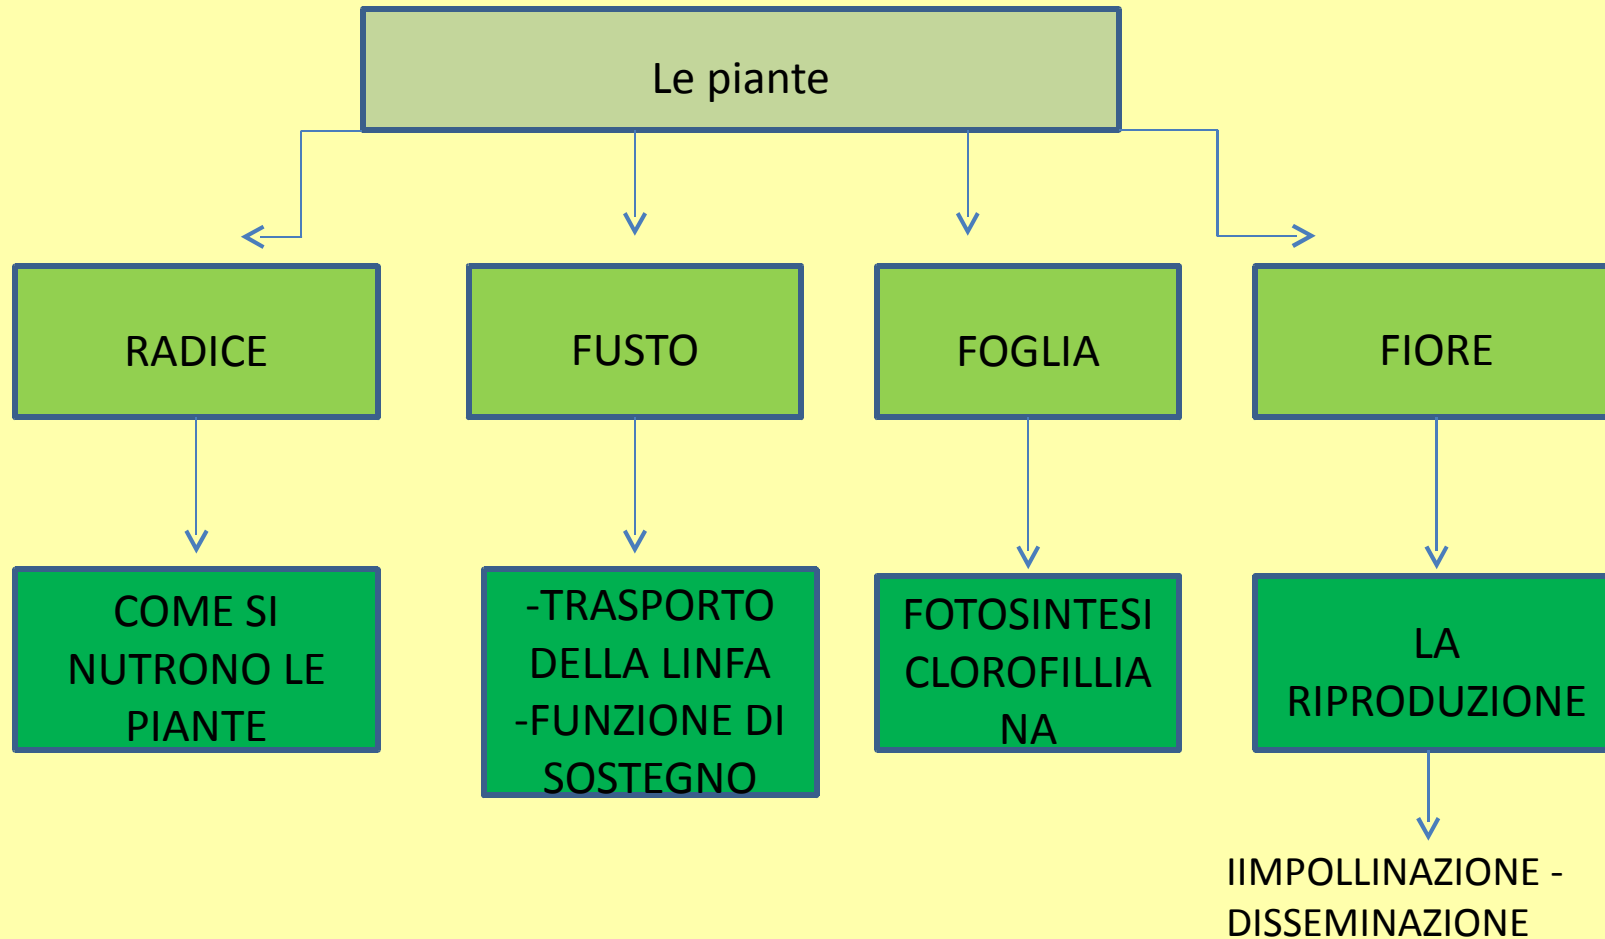 Le piante
RADICE
FUSTO
FOGLIA
FIORE
COME SI
NUTRONO LE
PIANTE
-TRASPORTO
DELLA LINFA
-FUNZIONE DI
SOSTEGNO
FOTOSINTESI
CLOROFILLIA
NA
LA
RIPRODUZIONE
IIMPOLLINAZIONE -
DISSEMINAZIONE